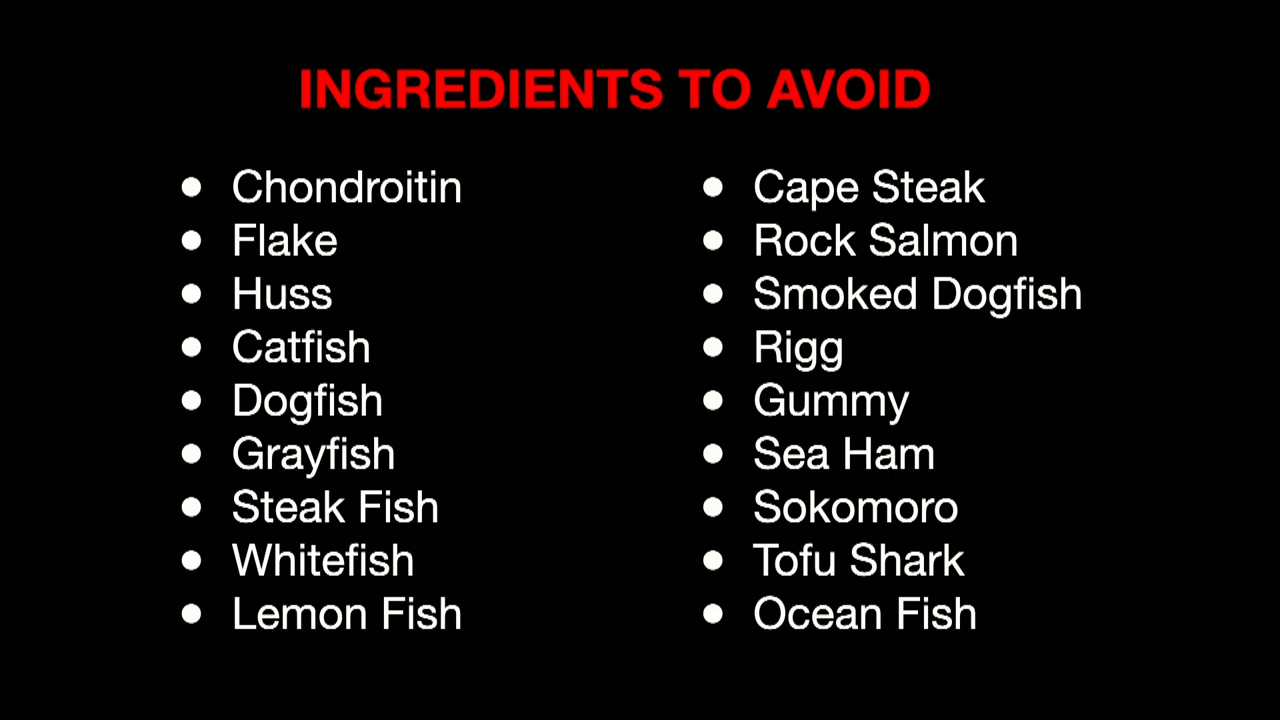 INGREDIENTS TO AVOID
• Chondroitin
• Flake
• Huss
• Catfish
• Dogfish
• Grayfish
• Steak Fish
• Whitefish
• Lemon Fish
• Cape Steak
• Rock Salmon
• Smoked Dogfish
• Rigg
• Gummy
• Sea Ham
• Sokomoro
• Tofu Shark
• Ocean Fish